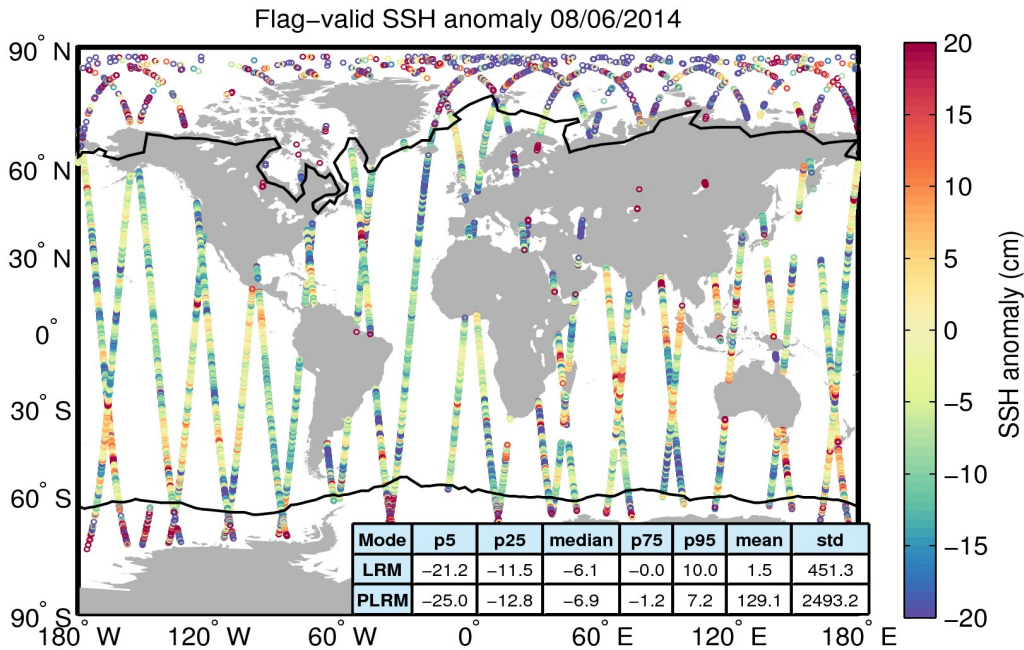 Flag−valid SSH anomaly 08/06/2014
90° N
60° N
30° N
0°
30° S
60° S
90° S
180° W
120° W
60° W
0°
60° E
120° E
180° E
20
15
10
5
0
−5
−10
−15
−20
SSH anomaly (cm)
Mode p5 p25 median p75 p95 mean std
LRM −21.2 −11.5 −6.1 −0.0 10.0 1.5 451.3
PLRM −25.0 −12.8 −6.9 −1.2 7.2 129.1 2493.2